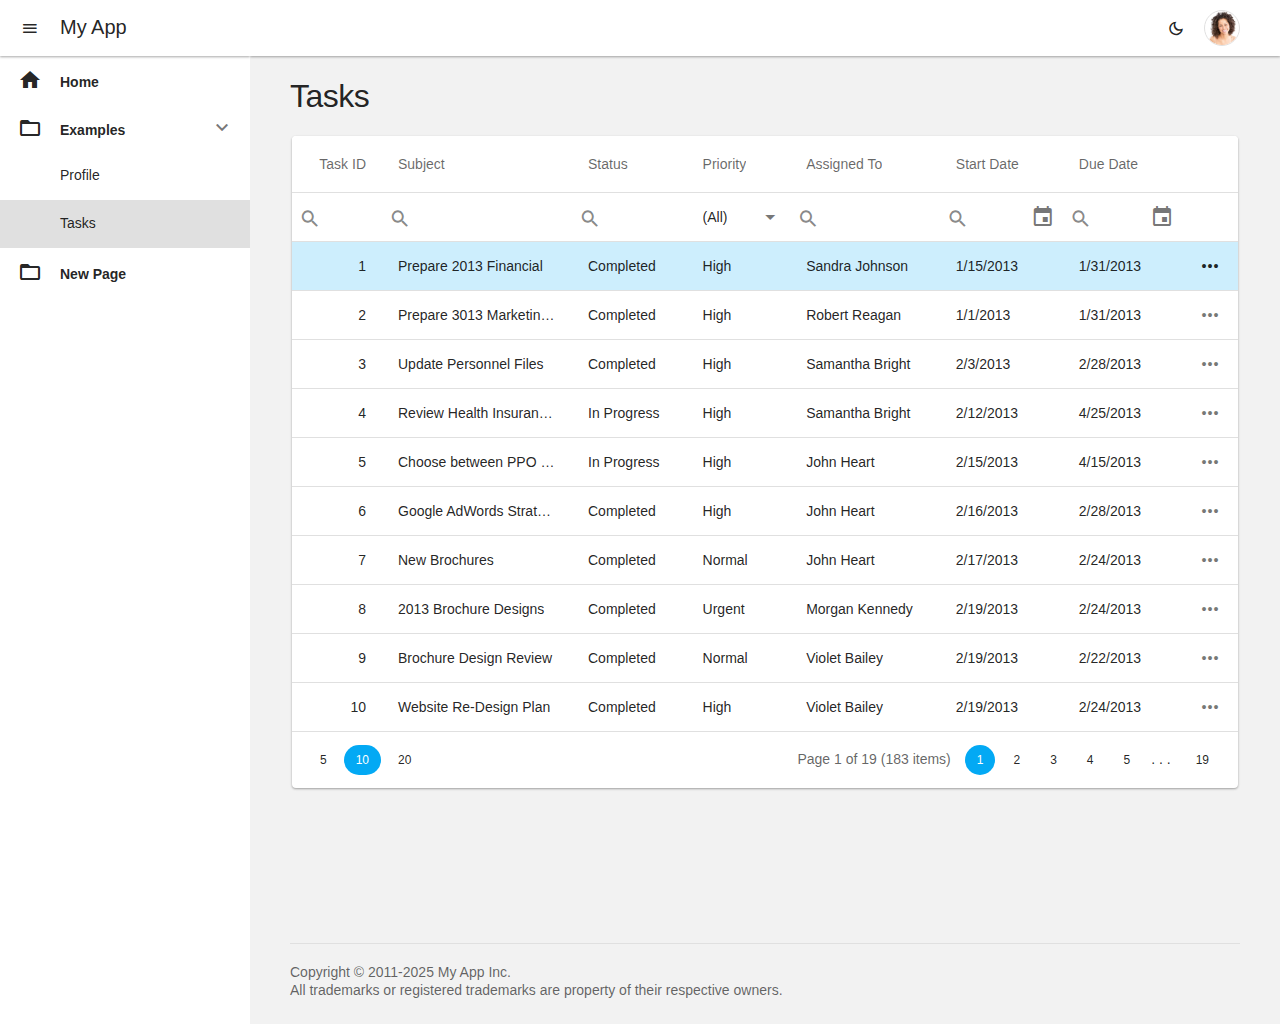 My App
Home
Examples
Profile
Tasks
New Page
Tasks
Task ID Subject Status Priority Assigned To Start Date Due Date
(All)
1 Prepare 2013 Financial Completed High Sandra Johnson 1/15/2013 1/31/2013
2 Prepare 3013 Marketin… Completed High Robert Reagan 1/1/2013 1/31/2013
3 Update Personnel Files Completed High Samantha Bright 2/3/2013 2/28/2013
4 Review Health Insuran… In Progress High Samantha Bright 2/12/2013 4/25/2013
5 Choose between PPO … In Progress High John Heart 2/15/2013 4/15/2013
6 Google AdWords Strat… Completed High John Heart 2/16/2013 2/28/2013
7 New Brochures Completed Normal John Heart 2/17/2013 2/24/2013
8 2013 Brochure Designs Completed Urgent Morgan Kennedy 2/19/2013 2/24/2013
9 Brochure Design Review Completed Normal Violet Bailey 2/19/2013 2/22/2013
10 Website Re-Design Plan Completed High Violet Bailey 2/19/2013 2/24/2013
5 10 20 Page 1 of 19 (183 items) 1 2 3 4 5 . . . 19
Copyright © 2011-2025 My App Inc.
All trademarks or registered trademarks are property of their respective owners.